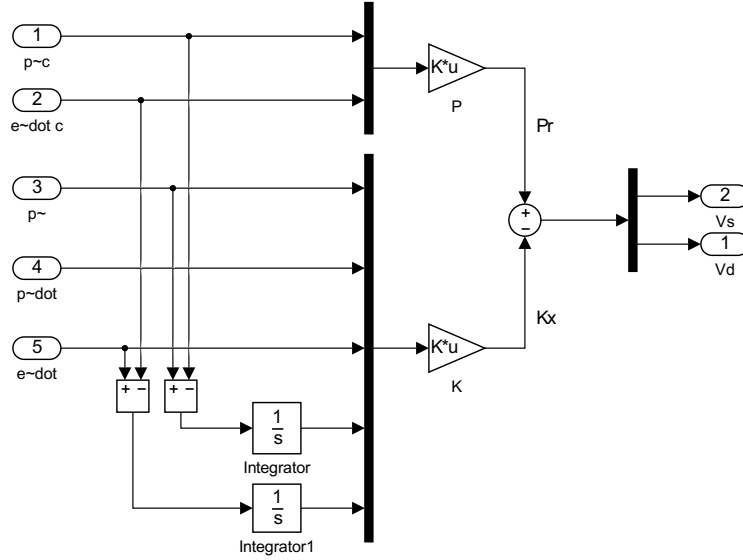 1
p~c
2
e~dot c
3
p~
4
p~dot
5
e~dot
+ −
+ −
1
s
Integrator
1
s
Integrator1
K*u
P
Pr
+
−
K*u
K
Kx
2
Vs
1
Vd